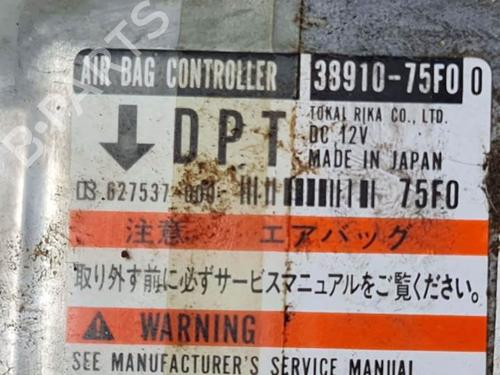 AIR BAG CONTROLLER 38910-75F0 0
DPT
TOKAI RIKA CO., LTD.
DC 12V
MADE IN JAPAN
75F0
注意 エアバッグ
取り外す前に必ずサービスマニュアルをご覧ください。
WARNING
SEE MANUFACTURER'S SERVICE MANUAL
B-PARTS